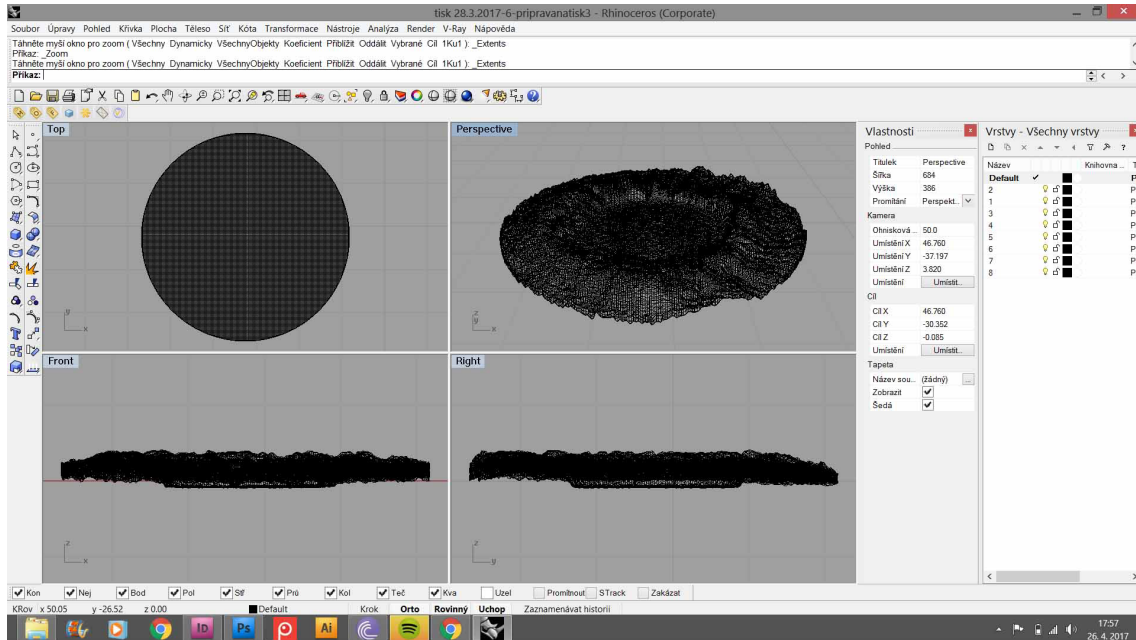 tisk 28.3.2017-6-pripravanatisk3 - Rhinoceros (Corporate)
Soubor Úpravy Pohled Křivka Plocha Těleso Síť Kóta Transformace Nástroje Analýza Render V-Ray Nápověda
Táhněte myší okno pro zoom ( Všechny Dynamicky VšechnyObjekty Koeficient Přiblížit Oddálit Vybrané Cíl 1Ku1 ): _Extents
Příkaz: _Zoom
Táhněte myší okno pro zoom ( Všechny Dynamicky VšechnyObjekty Koeficient Přiblížit Oddálit Vybrané Cíl 1Ku1 ): _Extents
Příkaz:
Top
y
x
Perspective
z
y
x
Front
z
x
Right
z
y
Vlastnosti
Pohled
Titulek Perspective
Šířka 684
Výška 386
Promítání Perspekt...
Kamera
Ohnisková ... 50.0
Umístění X 46.760
Umístění Y -37.197
Umístění Z 3.820
Umístění Umístit...
Cíl
Cíl X 46.760
Cíl Y -30.352
Cíl Z -0.085
Umístění Umístit...
Tapeta
Název sou... (žádný) ...
Zobrazit
Šedá
Vrstvy - Všechny vrstvy
Název Knihovna ... T
Default P
2 P
1 P
3 P
4 P
5 P
6 P
7 P
8 P
Kon Nej Bod Pol Stř Prů Kol Teč Kva Uzel Promítnout STrack Zakázat
KRov x 50.05 y -26.52 z 0.00 Default Krok Orto Rovinný Uchop Zaznamenávat historii
ID Ps Ai
17:57
26. 4. 2017